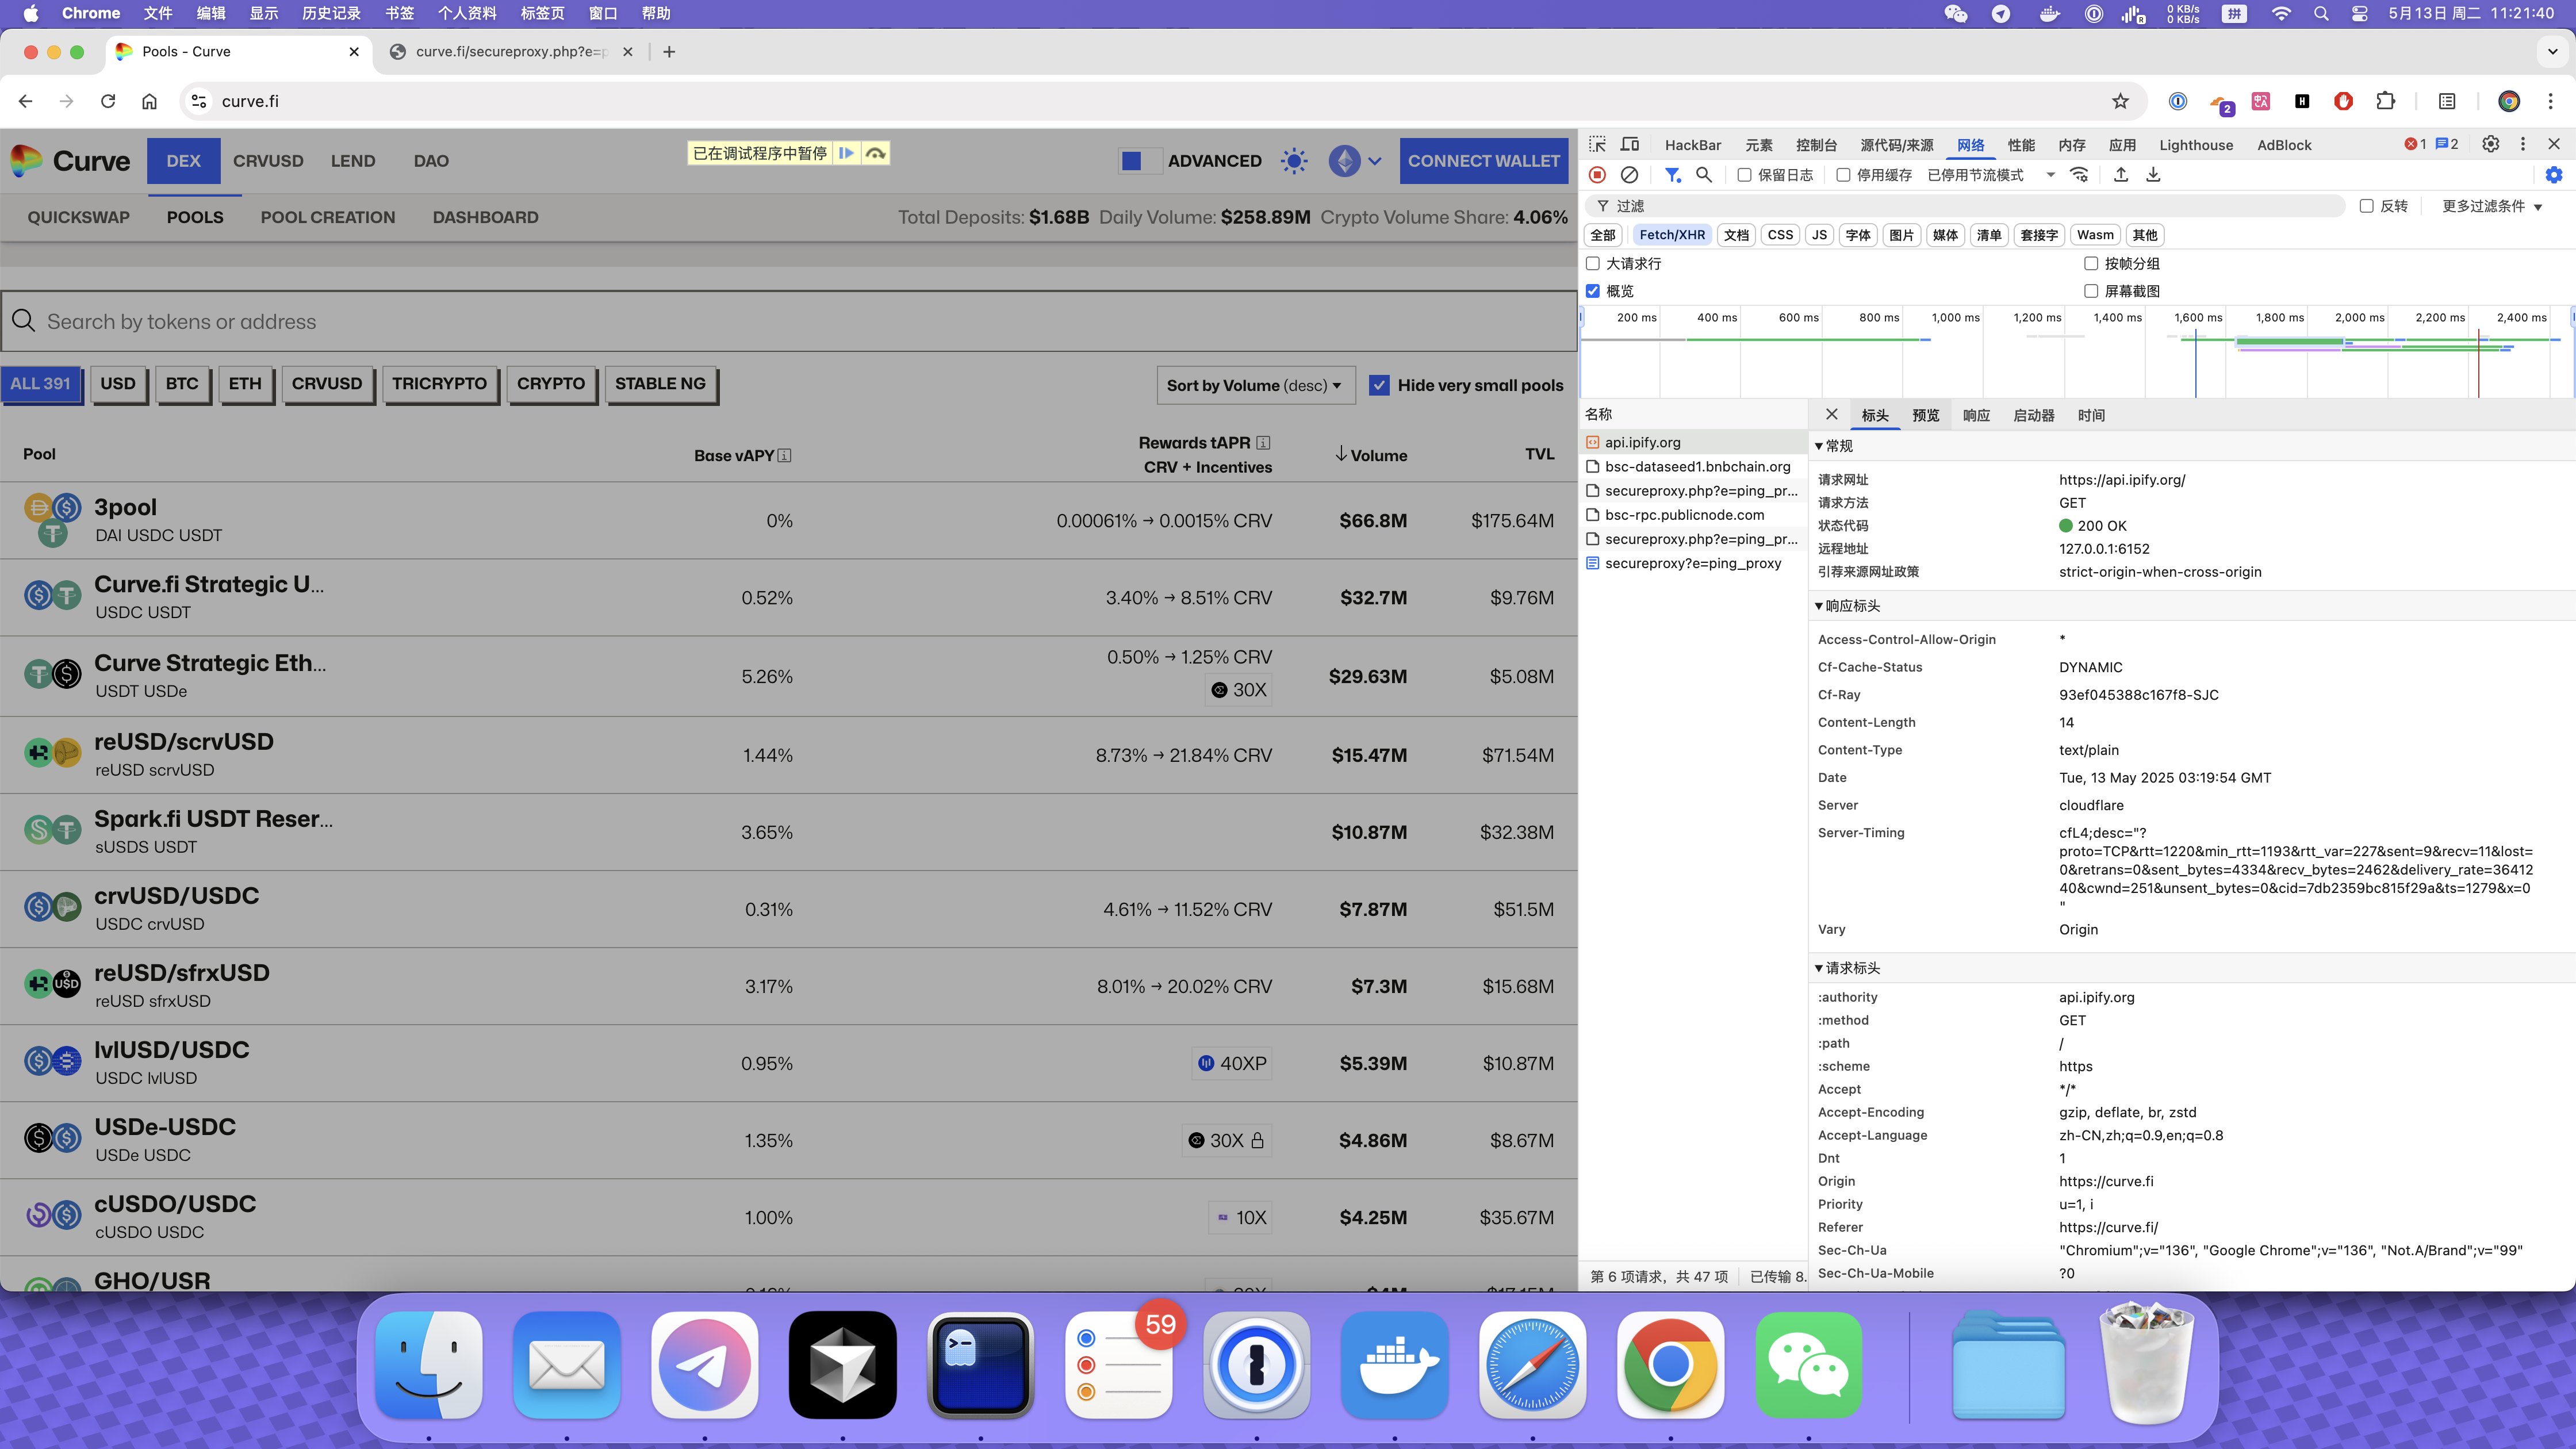 Chrome 文件 编辑 显示 历史记录 书签 个人资料 标签页 窗口 帮助
0 KB/s
0 KB/s
拼
5月13日 周二 11:21:40
Pools - Curve
curve.fi/secureproxy.php?e=p
curve.fi
2
Curve
DEX CRVUSD LEND DAO
已在调试程序中暂停
ADVANCED
CONNECT WALLET
QUICKSWAP POOLS POOL CREATION DASHBOARD
Total Deposits: $1.68B Daily Volume: $258.89M Crypto Volume Share: 4.06%
Search by tokens or address
ALL 391 USD BTC ETH CRVUSD TRICRYPTO CRYPTO STABLE NG
Sort by Volume (desc) Hide very small pools
Pool Base vAPY Rewards tAPR
CRV + Incentives Volume TVL
3pool
DAI USDC USDT
0% 0.00061% → 0.0015% CRV $66.8M $175.64M
Curve.fi Strategic U...
USDC USDT
0.52% 3.40% → 8.51% CRV $32.7M $9.76M
Curve Strategic Eth...
USDT USDe
5.26% 0.50% → 1.25% CRV
30X
$29.63M $5.08M
reUSD/scrvUSD
reUSD scrvUSD
1.44% 8.73% → 21.84% CRV $15.47M $71.54M
Spark.fi USDT Reser...
sUSDS USDT
3.65% $10.87M $32.38M
crvUSD/USDC
USDC crvUSD
0.31% 4.61% → 11.52% CRV $7.87M $51.5M
reUSD/sfrxUSD
reUSD sfrxUSD
3.17% 8.01% → 20.02% CRV $7.3M $15.68M
lvlUSD/USDC
USDC lvlUSD
0.95% 40XP $5.39M $10.87M
USDe-USDC
USDe USDC
1.35% 30X $4.86M $8.67M
cUSDO/USDC
cUSDO USDC
1.00% 10X $4.25M $35.67M
GHO/USR
HackBar 元素 控制台 源代码/来源 网络 性能 内存 应用 Lighthouse AdBlock
1 2
保留日志 停用缓存 已停用节流模式
过滤 反转 更多过滤条件
全部 Fetch/XHR 文档 CSS JS 字体 图片 媒体 清单 套接字 Wasm 其他
大请求行 按帧分组
概览 屏幕截图
200 ms 400 ms 600 ms 800 ms 1,000 ms 1,200 ms 1,400 ms 1,600 ms 1,800 ms 2,000 ms 2,200 ms 2,400 ms
名称
api.ipify.org
bsc-dataseed1.bnbchain.org
secureproxy.php?e=ping_pr...
bsc-rpc.publicnode.com
secureproxy.php?e=ping_pr...
secureproxy?e=ping_proxy
第 6 项请求，共 47 项 已传输 8.
标头 预览 响应 启动器 时间
常规
请求网址 https://api.ipify.org/
请求方法 GET
状态代码 200 OK
远程地址 127.0.0.1:6152
引荐来源网址政策 strict-origin-when-cross-origin
响应标头
Access-Control-Allow-Origin *
Cf-Cache-Status DYNAMIC
Cf-Ray 93ef045388c167f8-SJC
Content-Length 14
Content-Type text/plain
Date Tue, 13 May 2025 03:19:54 GMT
Server cloudflare
Server-Timing cfL4;desc="?
proto=TCP&rtt=1220&min_rtt=1193&rtt_var=227&sent=9&recv=11&lost=
0&retrans=0&sent_bytes=4334&recv_bytes=2462&delivery_rate=36412
40&cwnd=251&unsent_bytes=0&cid=7db2359bc815f29a&ts=1279&x=0
"
Vary Origin
请求标头
:authority api.ipify.org
:method GET
:path /
:scheme https
Accept */*
Accept-Encoding gzip, deflate, br, zstd
Accept-Language zh-CN,zh;q=0.9,en;q=0.8
Dnt 1
Origin https://curve.fi
Priority u=1, i
Referer https://curve.fi/
Sec-Ch-Ua "Chromium";v="136", "Google Chrome";v="136", "Not.A/Brand";v="99"
Sec-Ch-Ua-Mobile ?0
59